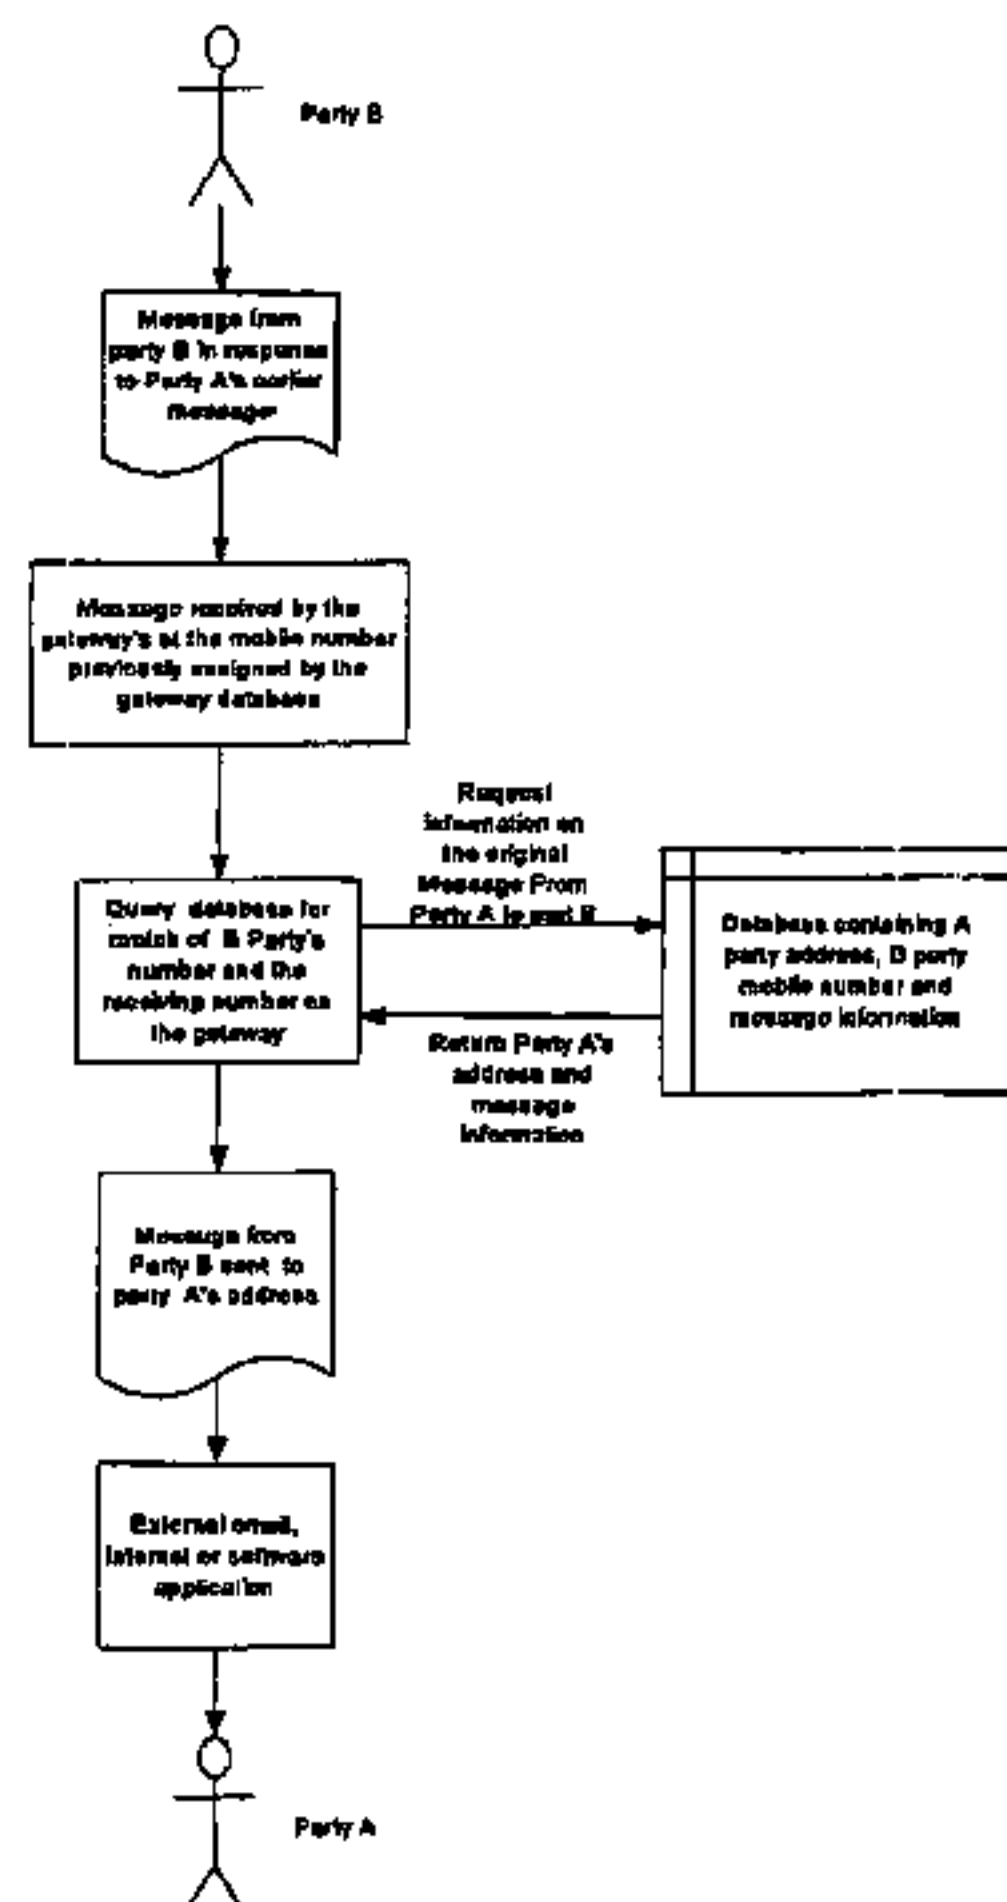 Party B
Message from
party B in response
to Party A's earlier
message
Message received by the
gateway's at the mobile number
previously assigned by the
gateway database
Request
information on
the original
Message From
Party A to
Query database for
match of B Party's
number and the
receiving number on
the gateway
Database containing A
party address, B party
mobile number and
message information
Return Party A's
address and
message
information
Message from
Party B sent to
party A's address
External email,
internet or software
application
Party A